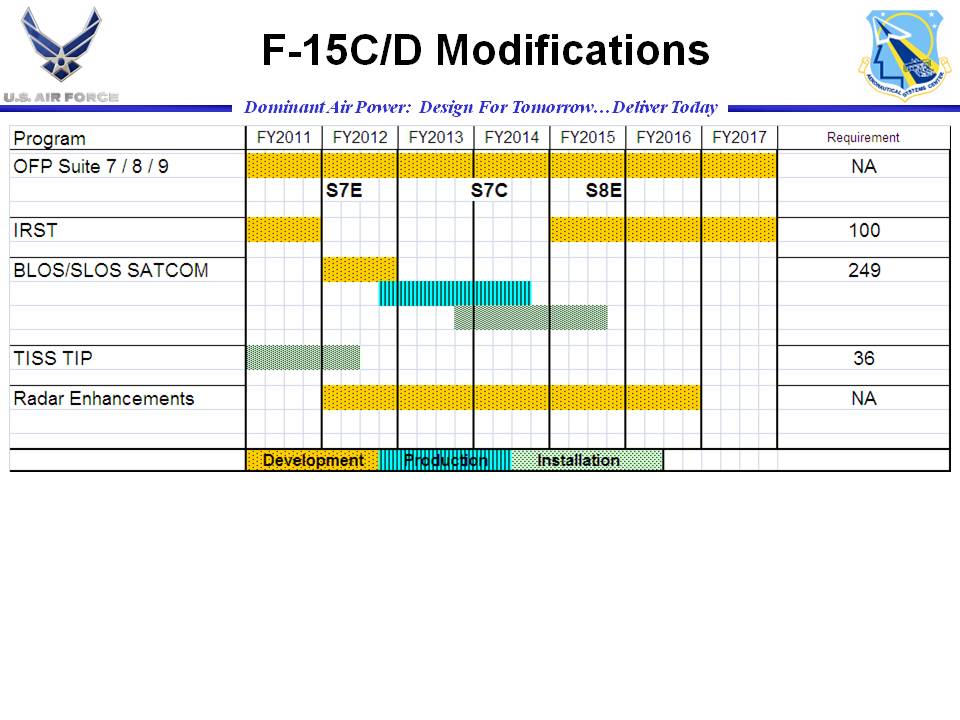 F-15C/D Modifications
U.S. AIR FORCE
AERONAUTICAL SYSTEMS CENTER
Dominant Air Power: Design For Tomorrow…Deliver Today
Program FY2011 FY2012 FY2013 FY2014 FY2015 FY2016 FY2017 Requirement
OFP Suite 7 / 8 / 9 NA
S7E S7C S8E
IRST 100
BLOS/SLOS SATCOM 249
TISS TIP 36
Radar Enhancements NA
Development Production Installation